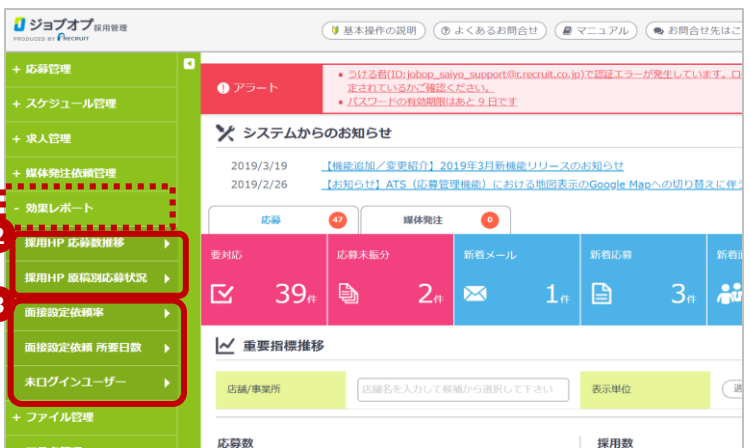 ジョブオプ 採用管理
PRODUCED BY RECRUIT
基本操作の説明
よくあるお問合せ
マニュアル
お問合せ先はこ
+ 応募管理
+ スケジュール管理
+ 求人管理
+ 媒体発注依頼管理
- 効果レポート
2
採用HP 応募数推移
採用HP 原稿別応募状況
3
面接設定依頼率
面接設定依頼 所要日数
未ログインユーザー
+ ファイル管理
アラート
うける君(ID:jobop_saiyo_support@r.recruit.co.jp)で認証エラーが発生しています。ロ
定されているかご確認ください。
パスワードの有効期限はあと 9 日です
システムからのお知らせ
2019/3/19 【機能追加/変更紹介】2019年3月新機能リリースのお知らせ
2019/2/26 【お知らせ】ATS(応募管理機能)における地図表示のGoogle Mapへの切り替えに伴う
応募 47
媒体発注 0
要対応
39件
応募未振分
2件
新着メール
1件
新着応募
3件
新着面
重要指標推移
店舗/事業所
店舗名を入力して候補から選択して下さい
表示単位
週
応募数
採用数